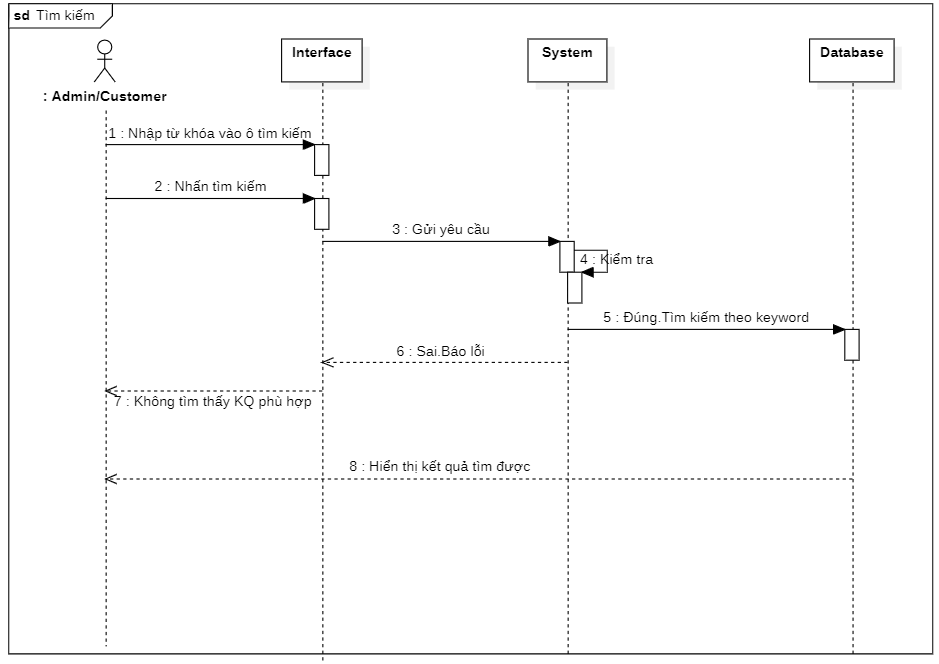 sd Tìm kiếm
: Admin/Customer
Interface
System
Database
1 : Nhập từ khóa vào ô tìm kiếm
2 : Nhấn tìm kiếm
3 : Gửi yêu cầu
4 : Kiểm tra
5 : Đúng.Tìm kiếm theo keyword
6 : Sai.Báo lỗi
7 : Không tìm thấy KQ phù hợp
8 : Hiển thị kết quả tìm được